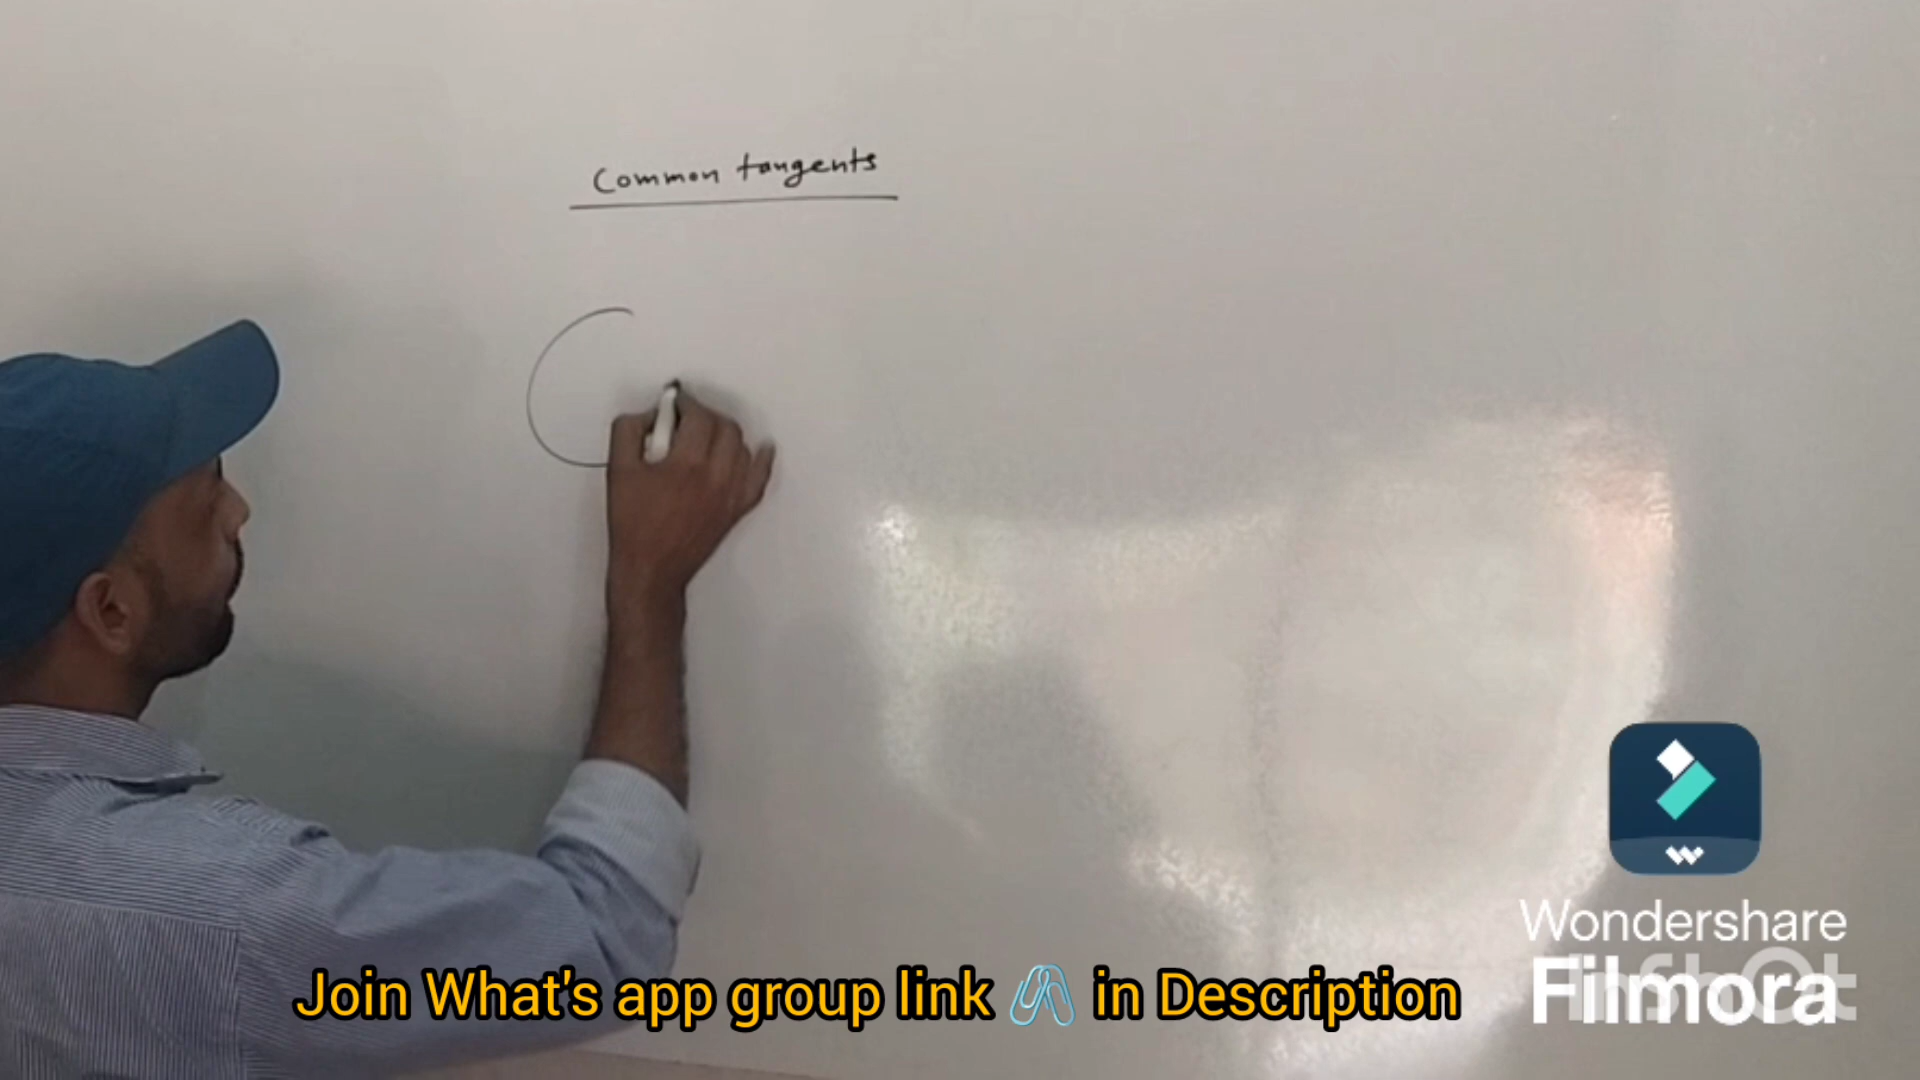 Common tangents
Join What's app group link in Description
Wondershare
Filmora